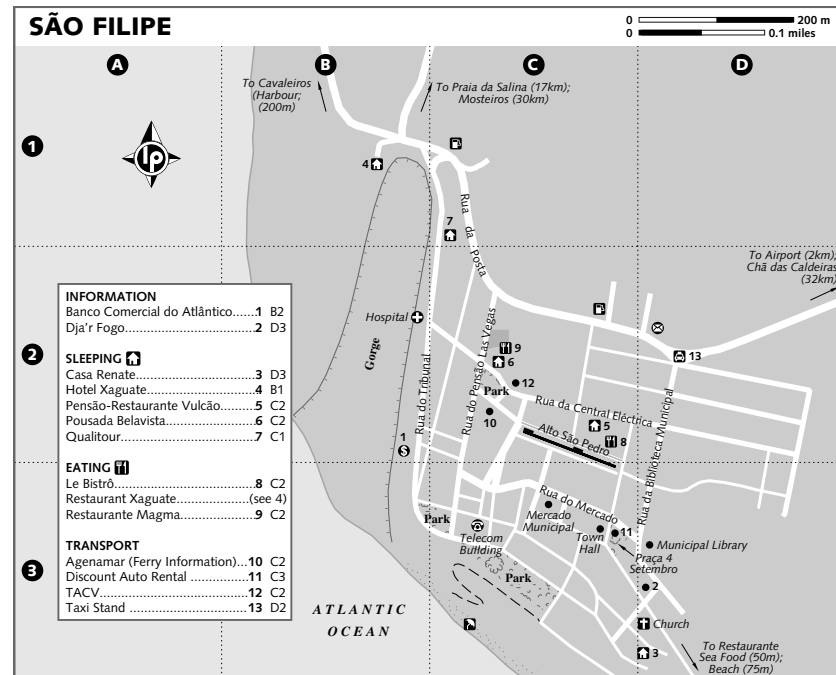 SÃO FILIPE
0 200 m
0 0.1 miles
A
B
C
D
1
2
3
lp
To Cavaleiros
(Harbour;
(200m)
To Praia da Salina (17km);
Mosteiros (30km)
4
7
Rua da Posta
To Airport (2km);
Chã das Caldeiras
(32km)
INFORMATION
Banco Comercial do Atlântico......1 B2
Dja'r Fogo..................................2 D3
SLEEPING
Casa Renate...............................3 D3
Hotel Xaguate............................4 B1
Pensão-Restaurante Vulcão........5 C2
Pousada Belavista......................6 C2
Qualitour...................................7 C1
EATING
Le Bistrô....................................8 C2
Restaurant Xaguate................(see 4)
Restaurante Magma..................9 C2
TRANSPORT
Agenamar (Ferry Information)...10 C2
Discount Auto Rental ...............11 C3
TACV.......................................12 C2
Taxi Stand ..............................13 D2
Hospital
Gorge
Rua do Tribunal
Rua do Pensão Las Vegas
9
6
12
Park
10
13
Rua da Central Eléctrica
5
8
Alto São Pedro
Rua da Biblioteca Municipal
1
$
Rua do Mercado
Mercado
Municipal
Park
Telecom
Building
Town
Hall
11
Praça 4
Setembro
Municipal Library
Park
2
ATLANTIC
OCEAN
Church
3
To Restaurante
Sea Food (50m);
Beach (75m)